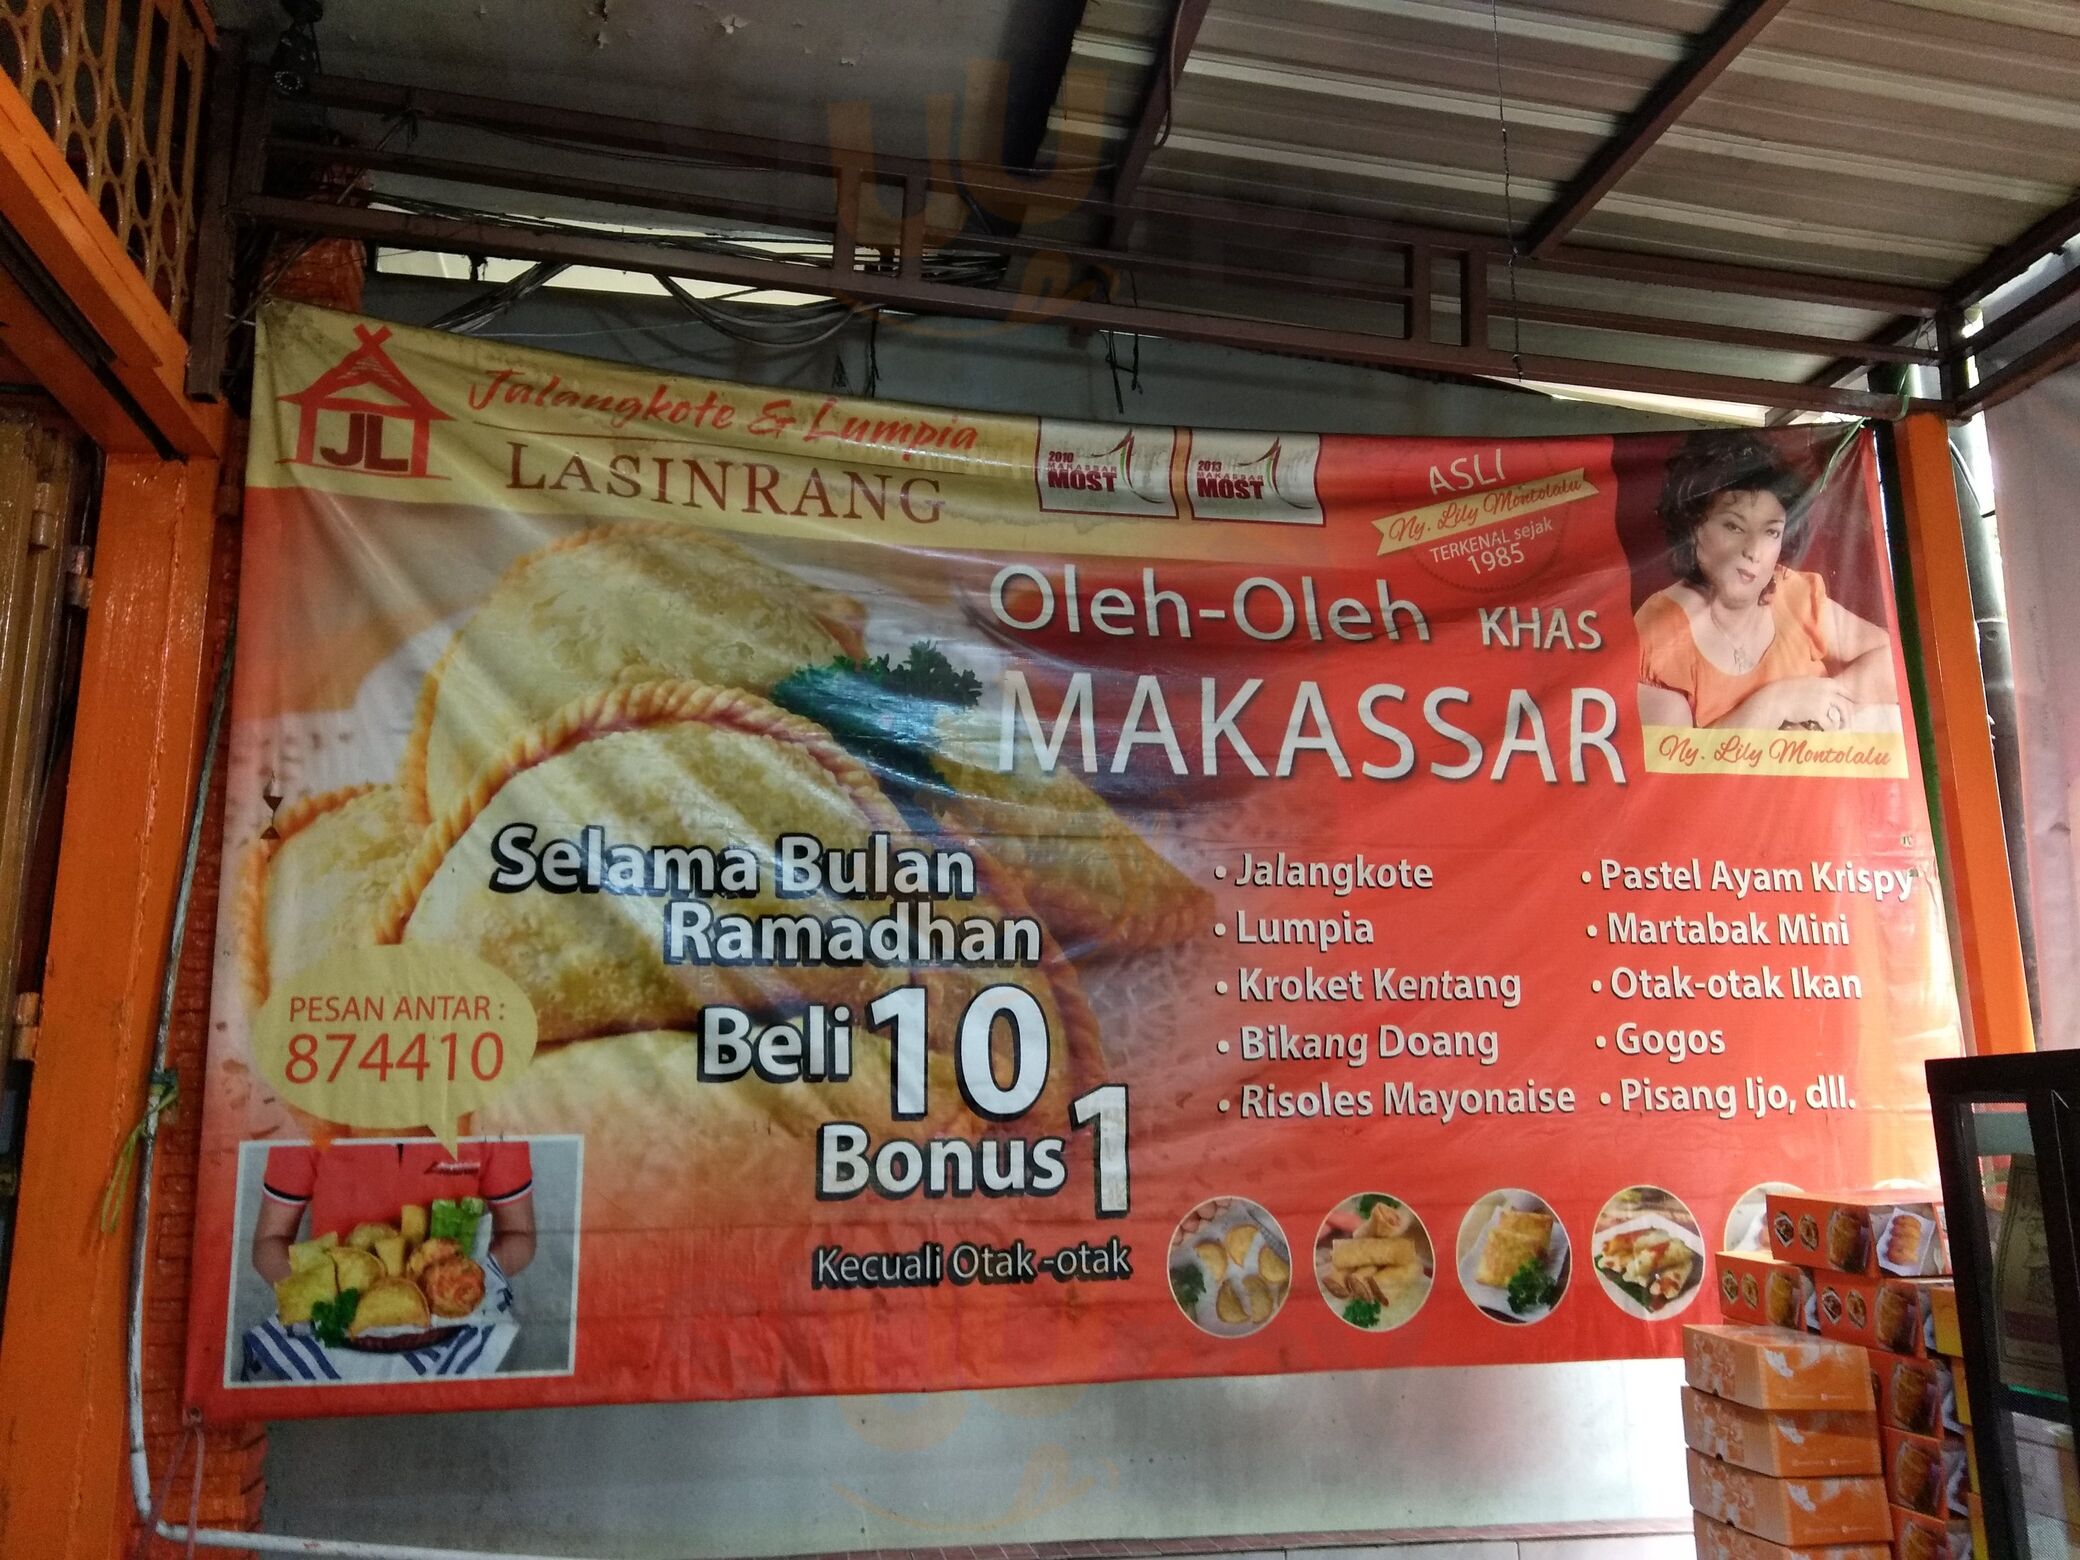 JL
Jalangkote & Lumpia
LASINRANG
2010
MAKASSAR
MOST
2013
MAKASSAR
MOST
ASLI
Ny. Lily Montolalu
TERKENAL sejak
1985
Oleh-Oleh KHAS
MAKASSAR
Ny. Lily Montolalu
Selama Bulan
Ramadhan
Beli 10
Bonus 1
Kecuali Otak-otak
PESAN ANTAR :
874410
• Jalangkote
• Lumpia
• Kroket Kentang
• Bikang Doang
• Risoles Mayonaise
• Pastel Ayam Krispy
• Martabak Mini
• Otak-otak Ikan
• Gogos
• Pisang Ijo, dll.